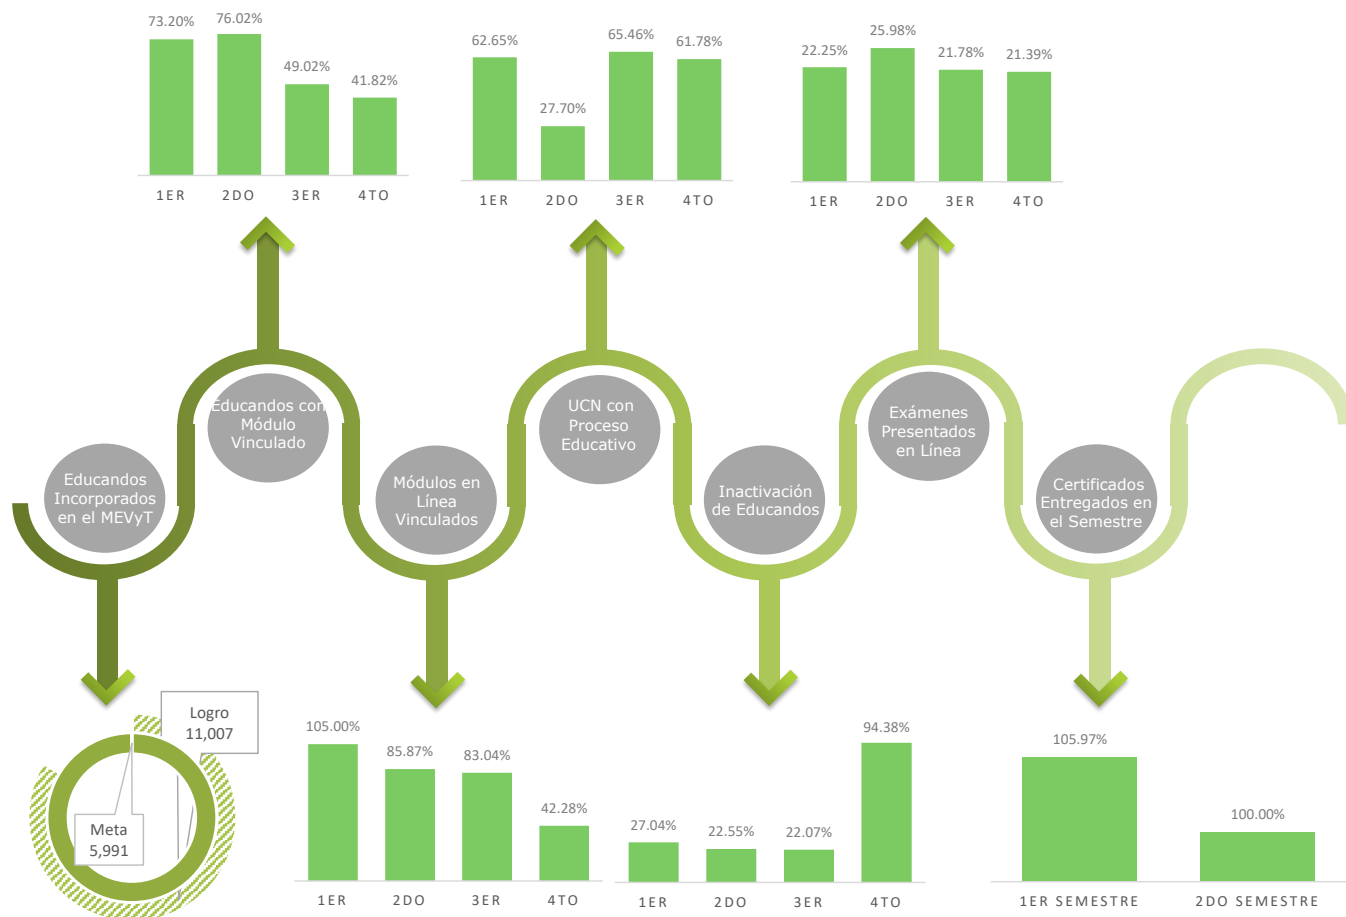 73.20%
76.02%
49.02%
41.82%
1ER
2DO
3ER
4TO
62.65%
27.70%
65.46%
61.78%
1ER
2DO
3ER
4TO
22.25%
25.98%
21.78%
21.39%
1ER
2DO
3ER
4TO
Educandos
Incorporados
en el MEVyT
Educandos con
Módulo
Vinculado
Módulos en
Línea
Vinculados
UCN con
Proceso
Educativo
Inactivación
de Educandos
Exámenes
Presentados
en Línea
Certificados
Entregados en
el Semestre
Logro
11,007
Meta
5,991
105.00%
85.87%
83.04%
42.28%
1ER
2DO
3ER
4TO
27.04%
22.55%
22.07%
94.38%
1ER
2DO
3ER
4TO
105.97%
100.00%
1ER SEMESTRE
2DO SEMESTRE